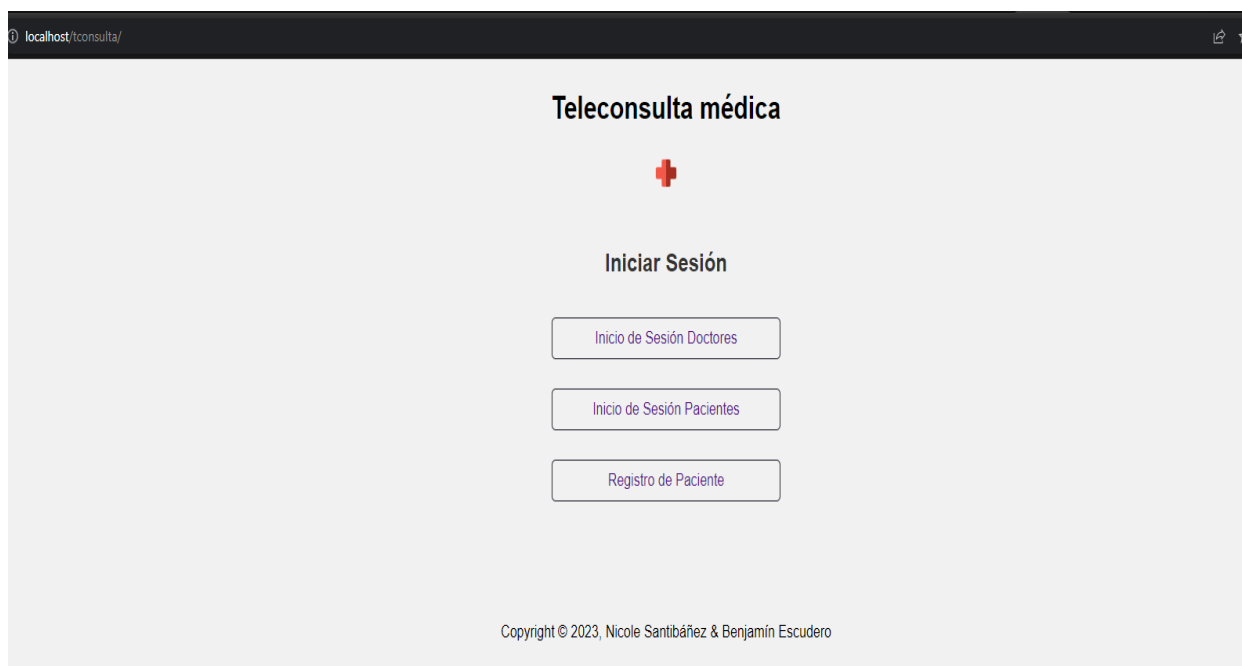 localhost/tconsulta/
Teleconsulta médica
Iniciar Sesión
Inicio de Sesión Doctores
Inicio de Sesión Pacientes
Registro de Paciente
Copyright © 2023, Nicole Santibáñez & Benjamín Escudero